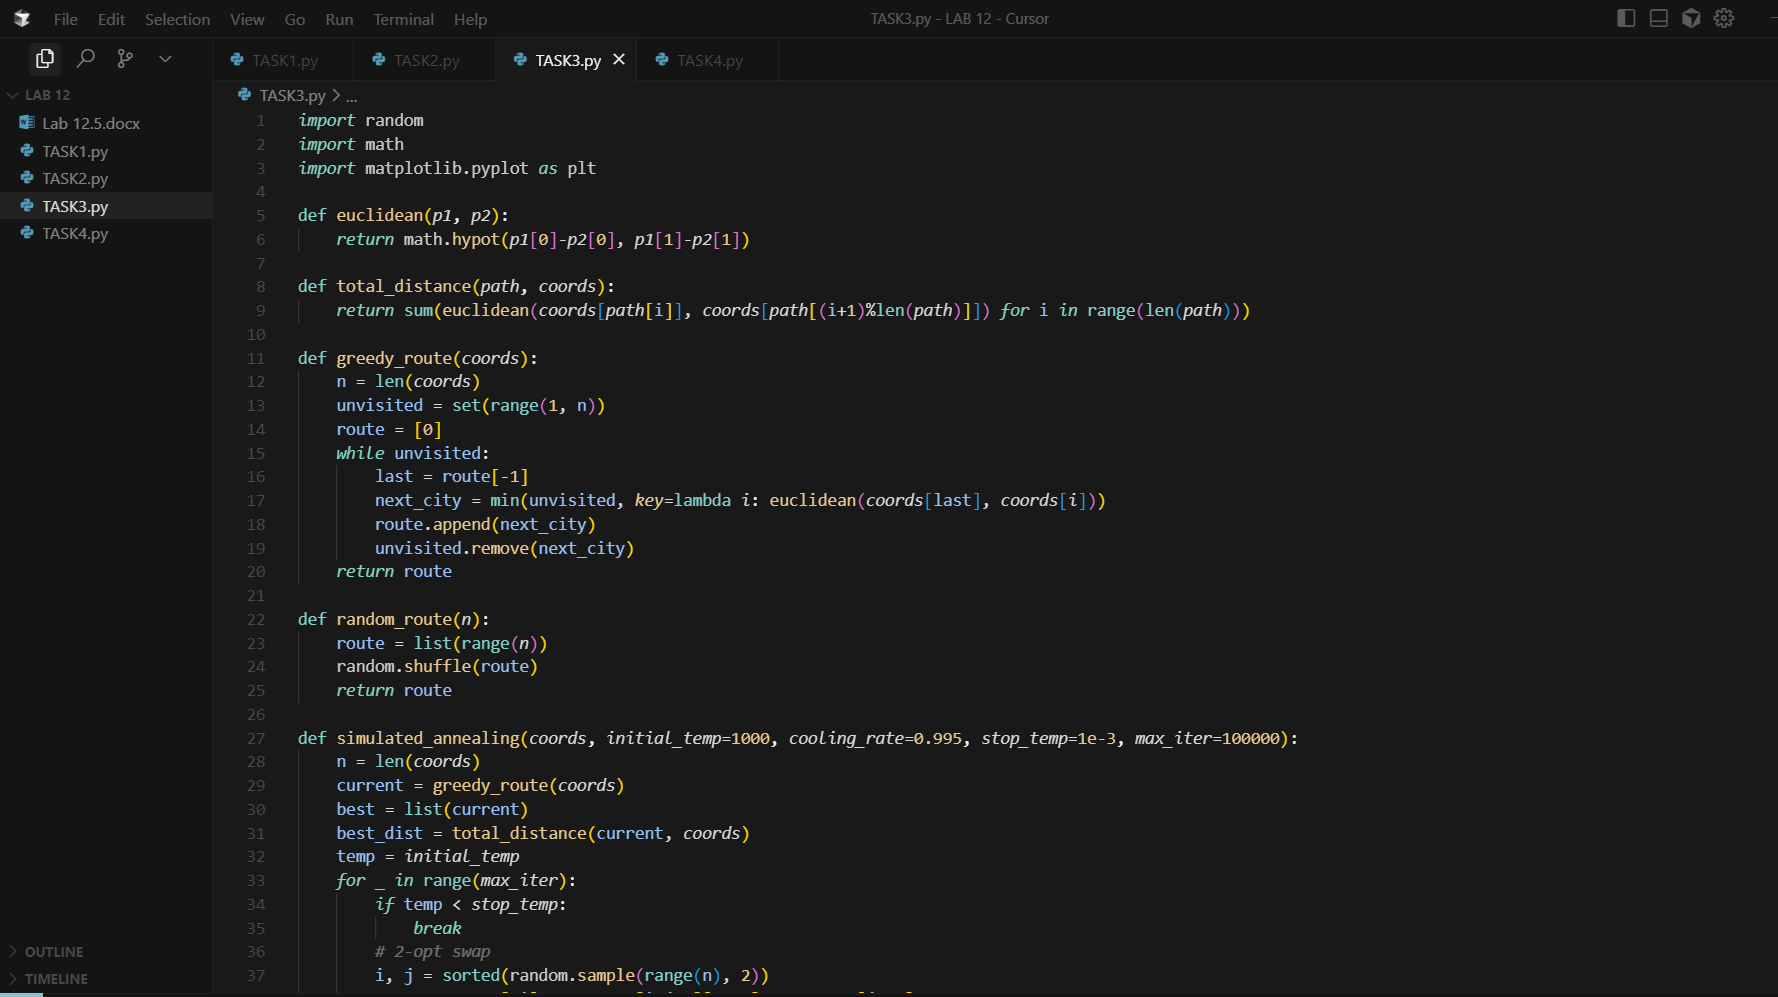 File Edit Selection View Go Run Terminal Help
TASK3.py - LAB 12 - Cursor
TASK1.py
TASK2.py
TASK3.py
TASK4.py
LAB 12
Lab 12.5.docx
TASK1.py
TASK2.py
TASK3.py
TASK4.py
OUTLINE
TIMELINE
TASK3.py > ...
1 import random
2 import math
3 import matplotlib.pyplot as plt
4
5 def euclidean(p1, p2):
6     return math.hypot(p1[0]-p2[0], p1[1]-p2[1])
7
8 def total_distance(path, coords):
9     return sum(euclidean(coords[path[i]], coords[path[(i+1)%len(path)]]) for i in range(len(path)))
10
11 def greedy_route(coords):
12     n = len(coords)
13     unvisited = set(range(1, n))
14     route = [0]
15     while unvisited:
16         last = route[-1]
17         next_city = min(unvisited, key=lambda i: euclidean(coords[last], coords[i]))
18         route.append(next_city)
19         unvisited.remove(next_city)
20     return route
21
22 def random_route(n):
23     route = list(range(n))
24     random.shuffle(route)
25     return route
26
27 def simulated_annealing(coords, initial_temp=1000, cooling_rate=0.995, stop_temp=1e-3, max_iter=100000):
28     n = len(coords)
29     current = greedy_route(coords)
30     best = list(current)
31     best_dist = total_distance(current, coords)
32     temp = initial_temp
33     for _ in range(max_iter):
34         if temp < stop_temp:
35             break
36         # 2-opt swap
37         i, j = sorted(random.sample(range(n), 2))